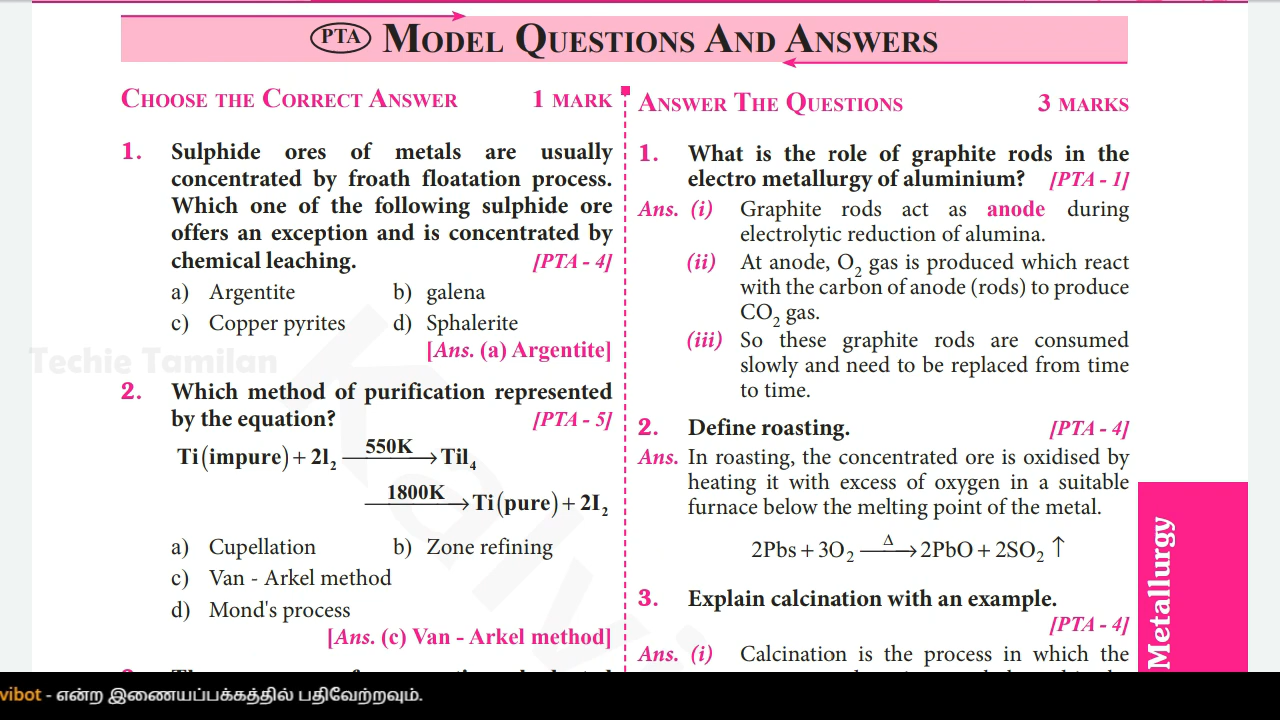 PTA MODEL QUESTIONS AND ANSWERS
CHOOSE THE CORRECT ANSWER 1 MARK
1. Sulphide ores of metals are usually
concentrated by froath floatation process.
Which one of the following sulphide ore
offers an exception and is concentrated by
chemical leaching. [PTA - 4]
a) Argentite b) galena
c) Copper pyrites d) Sphalerite
[Ans. (a) Argentite]
2. Which method of purification represented
by the equation? [PTA - 5]
Ti(impure) + 2I₂ —550K→ TiI₄
—1800K→ Ti(pure) + 2I₂
a) Cupellation b) Zone refining
c) Van - Arkel method
d) Mond's process
[Ans. (c) Van - Arkel method]
ANSWER THE QUESTIONS 3 MARKS
1. What is the role of graphite rods in the
electro metallurgy of aluminium? [PTA - 1]
Ans. (i) Graphite rods act as anode during
electrolytic reduction of alumina.
(ii) At anode, O₂ gas is produced which react
with the carbon of anode (rods) to produce
CO₂ gas.
(iii) So these graphite rods are consumed
slowly and need to be replaced from time
to time.
2. Define roasting. [PTA - 4]
Ans. In roasting, the concentrated ore is oxidised by
heating it with excess of oxygen in a suitable
furnace below the melting point of the metal.
2Pbs + 3O₂ —Δ→ 2PbO + 2SO₂ ↑
3. Explain calcination with an example.
[PTA - 4]
Ans. (i) Calcination is the process in which the
Metallurgy
Techie Tamilan
Kalvi
vibot - என்ற இணையப்பக்கத்தில் பதிவேற்றவும்.